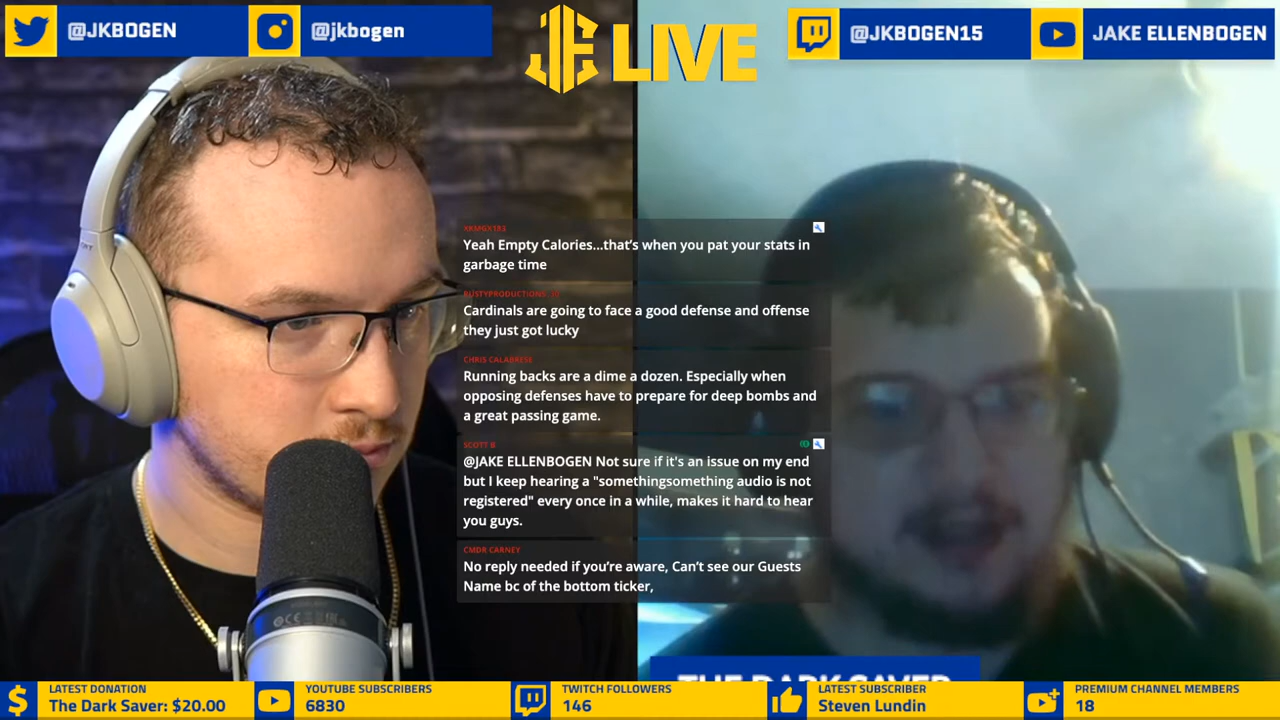 @JKBOGEN
@jkbogen
LIVE
@JKBOGEN15
JAKE ELLENBOGEN
Yeah Empty Calories...that's when you pat your stats in
garbage time
Cardinals are going to face a good defense and offense
they just got lucky
CHRIS CALABRESE
Running backs are a dime a dozen. Especially when
opposing defenses have to prepare for deep bombs and
a great passing game.
SCOTT B
@JAKE ELLENBOGEN Not sure if it's an issue on my end
but I keep hearing a "somethingsomething audio is not
registered" every once in a while, makes it hard to hear
you guys.
CMDR CARNEY
No reply needed if you're aware, Can't see our Guests
Name bc of the bottom ticker,
THE DARK SAVER
LATEST DONATION
The Dark Saver: $20.00
YOUTUBE SUBSCRIBERS
6830
TWITCH FOLLOWERS
146
LATEST SUBSCRIBER
Steven Lundin
PREMIUM CHANNEL MEMBERS
18